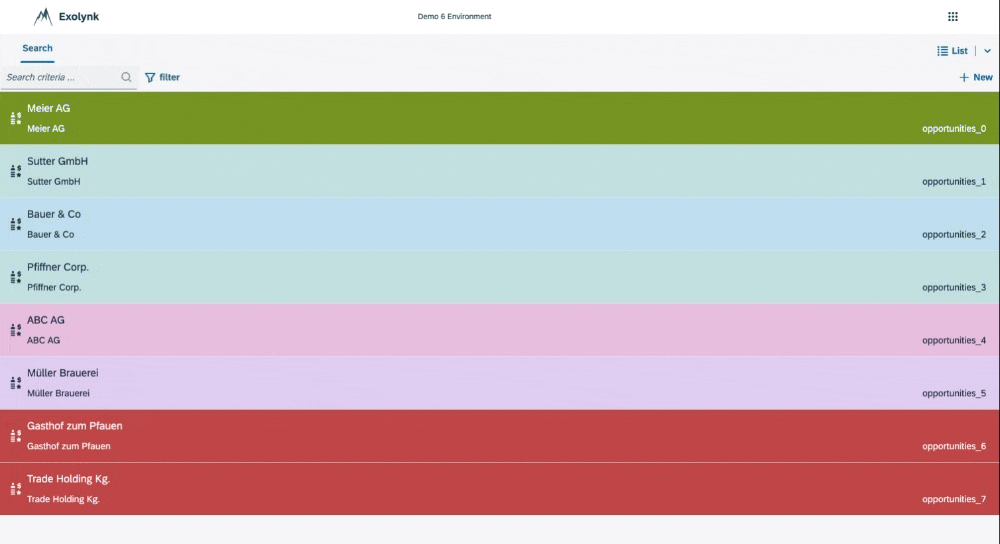 Exolynk
Demo 6 Environment
Search
List
Search criteria ...
filter
New
Meier AG
Meier AG
opportunities_0
Sutter GmbH
Sutter GmbH
opportunities_1
Bauer & Co
Bauer & Co
opportunities_2
Pfiffner Corp.
Pfiffner Corp.
opportunities_3
ABC AG
ABC AG
opportunities_4
Müller Brauerei
Müller Brauerei
opportunities_5
Gasthof zum Pfauen
Gasthof zum Pfauen
opportunities_6
Trade Holding Kg.
Trade Holding Kg.
opportunities_7